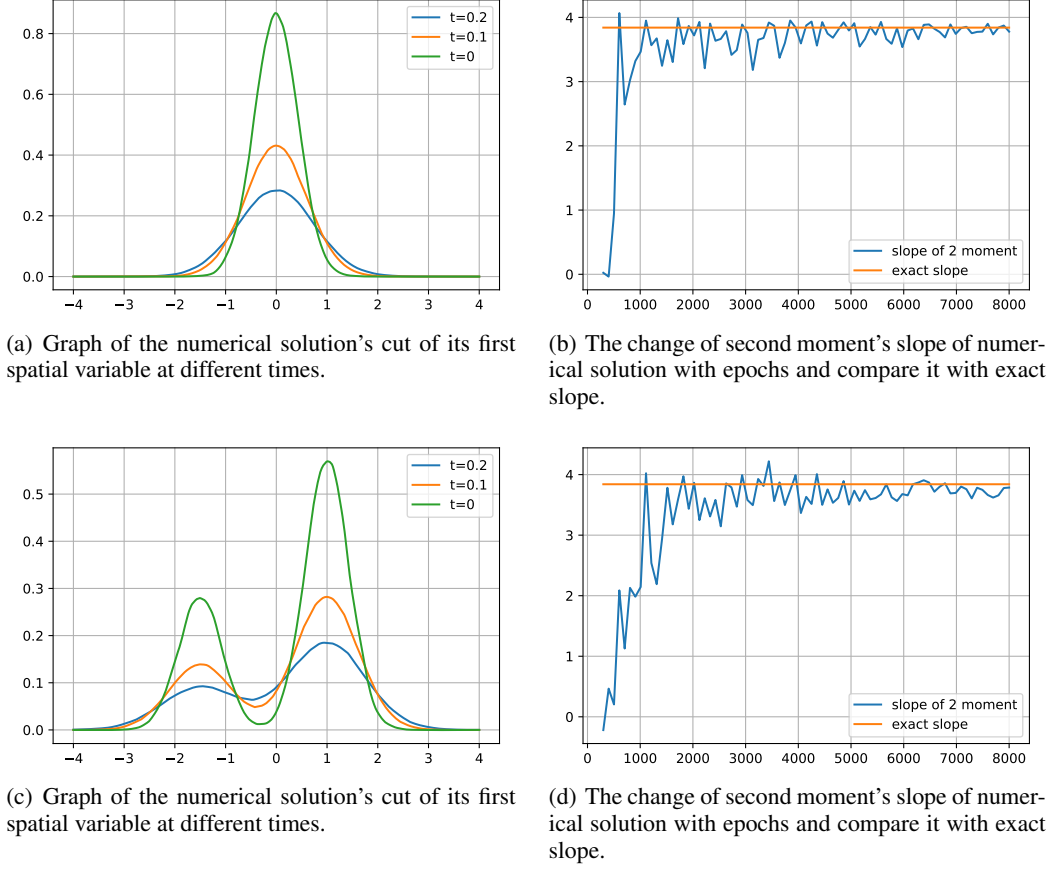 0.8
0.6
0.4
0.2
0.0
t=0.2
t=0.1
t=0
−4 −3 −2 −1 0 1 2 3 4
4
3
2
1
0
slope of 2 moment
exact slope
0 1000 2000 3000 4000 5000 6000 7000 8000
(a) Graph of the numerical solution's cut of its first
spatial variable at different times.
(b) The change of second moment's slope of numer-
ical solution with epochs and compare it with exact
slope.
0.5
0.4
0.3
0.2
0.1
0.0
t=0.2
t=0.1
t=0
−4 −3 −2 −1 0 1 2 3 4
4
3
2
1
0
slope of 2 moment
exact slope
0 1000 2000 3000 4000 5000 6000 7000 8000
(c) Graph of the numerical solution's cut of its first
spatial variable at different times.
(d) The change of second moment's slope of numer-
ical solution with epochs and compare it with exact
slope.